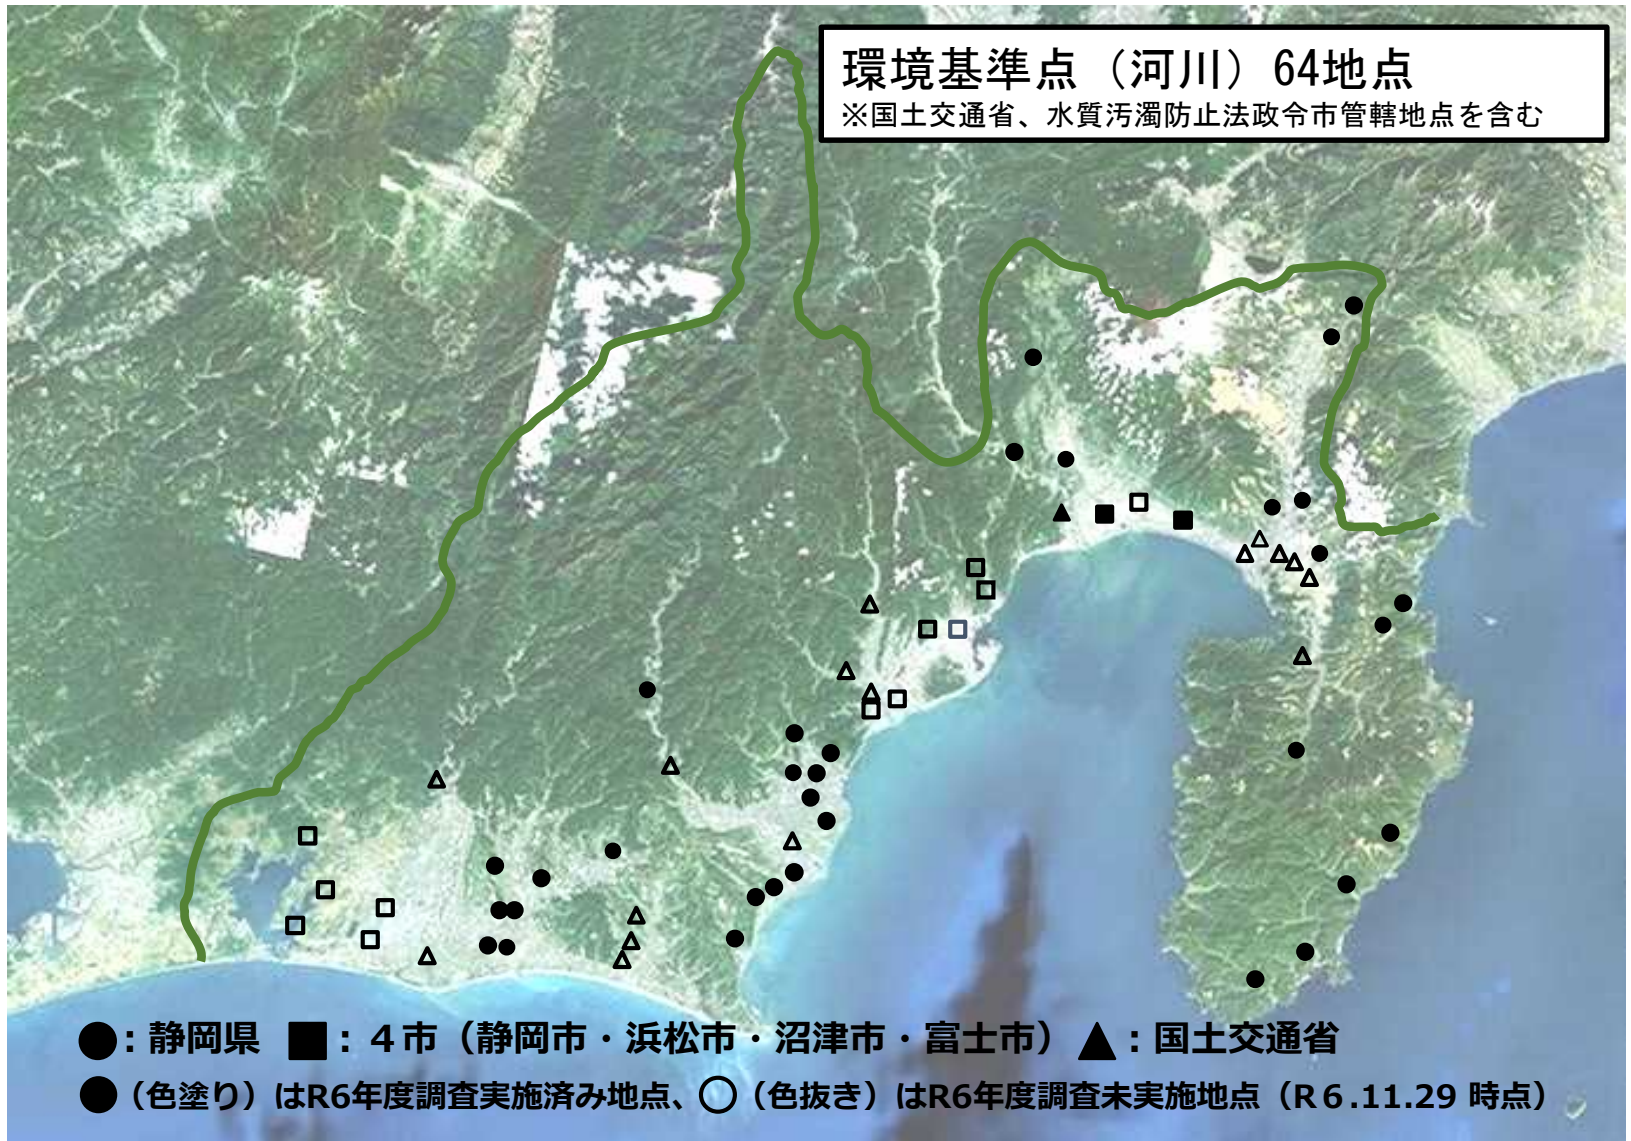 環境基準点（河川）64地点
※国土交通省、水質汚濁防止法政令市管轄地点を含む
●：静岡県 ■：４市（静岡市・浜松市・沼津市・富士市）▲：国土交通省
●（色塗り）はR6年度調査実施済み地点、○（色抜き）はR6年度調査未実施地点（R６.11.29 時点）